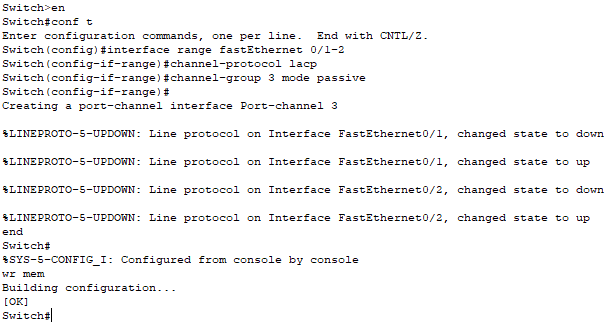 Switch>en
Switch#conf t
Enter configuration commands, one per line.  End with CNTL/Z.
Switch(config)#interface range fastEthernet 0/1-2
Switch(config-if-range)#channel-protocol lacp
Switch(config-if-range)#channel-group 3 mode passive
Switch(config-if-range)#
Creating a port-channel interface Port-channel 3
%LINEPROTO-5-UPDOWN: Line protocol on Interface FastEthernet0/1, changed state to down
%LINEPROTO-5-UPDOWN: Line protocol on Interface FastEthernet0/1, changed state to up
%LINEPROTO-5-UPDOWN: Line protocol on Interface FastEthernet0/2, changed state to down
%LINEPROTO-5-UPDOWN: Line protocol on Interface FastEthernet0/2, changed state to up
end
Switch#
%SYS-5-CONFIG_I: Configured from console by console
wr mem
Building configuration...
[OK]
Switch#